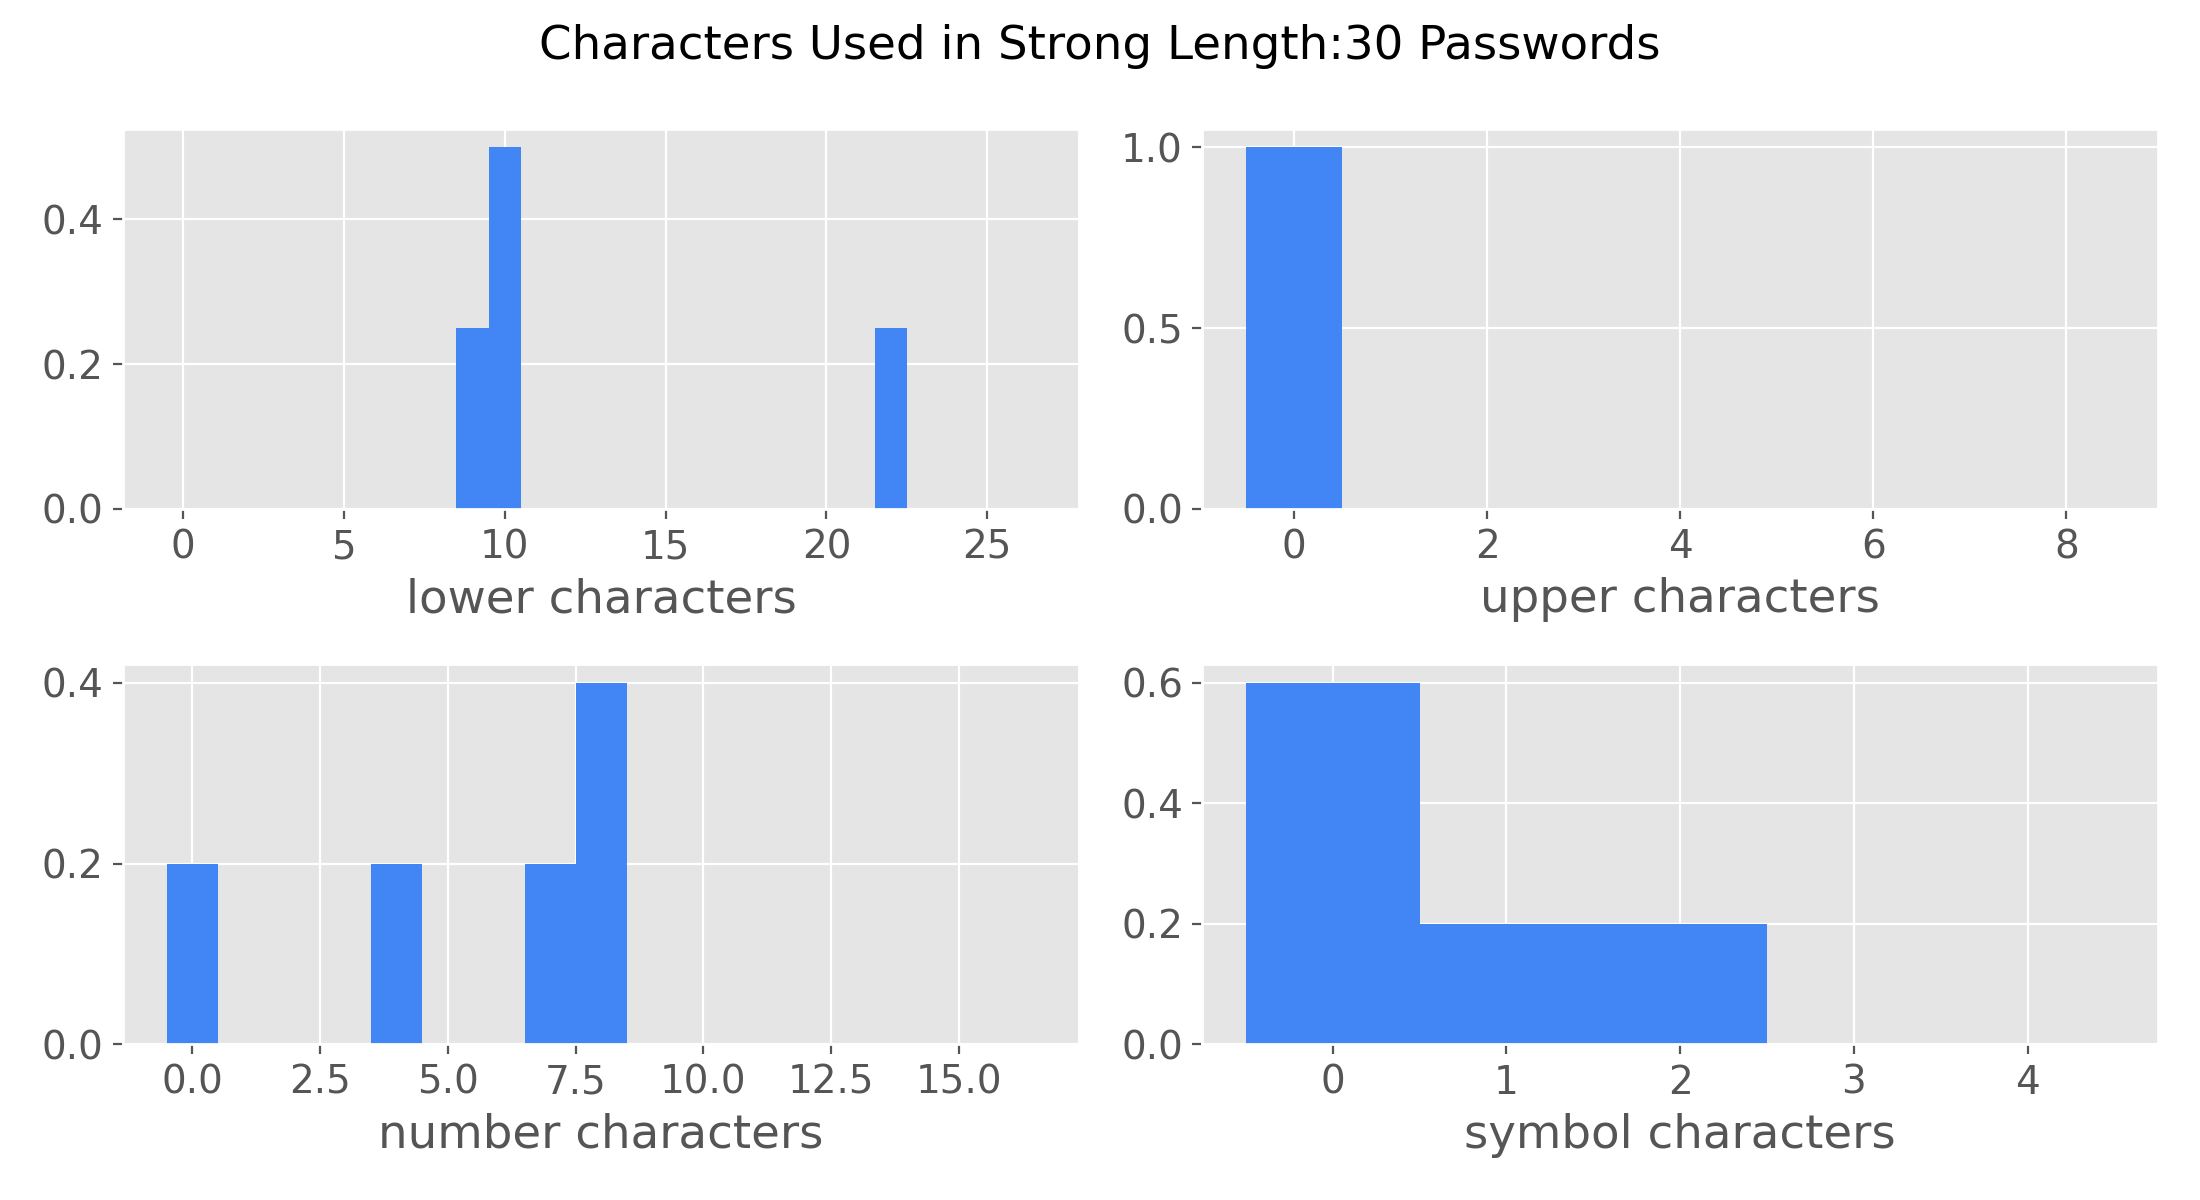 Characters Used in Strong Length:30 Passwords
0.4
0.2
0.0
0 5 10 15 20 25
lower characters
1.0
0.5
0.0
0 2 4 6 8
upper characters
0.4
0.2
0.0
0.0 2.5 5.0 7.5 10.0 12.5 15.0
number characters
0.6
0.4
0.2
0.0
0 1 2 3 4
symbol characters